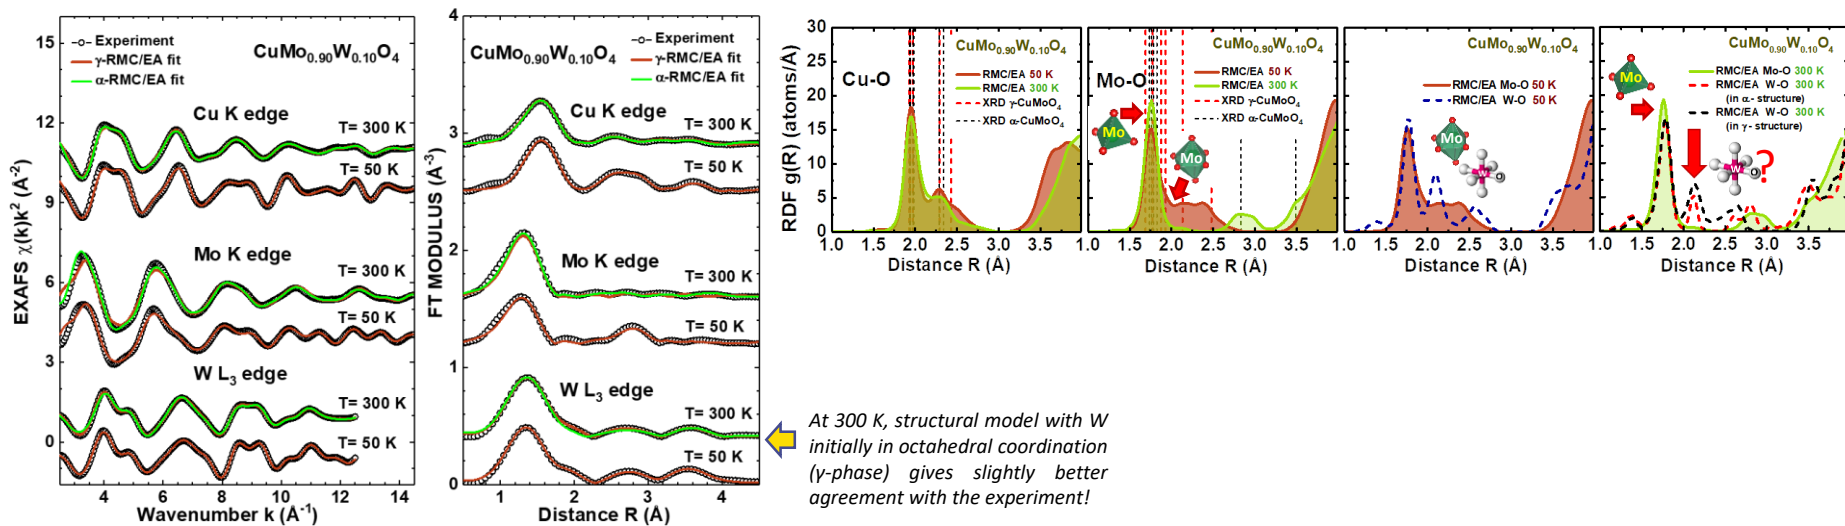 15
12
9
6
3
0
EXAFS χ(k)k² (Å⁻²)
Experiment
γ-RMC/EA fit
α-RMC/EA fit
CuMo₀.₉₀W₀.₁₀O₄
Cu K edge
T= 300 K
T= 50 K
Mo K edge
T= 300 K
T= 50 K
W L₃ edge
T= 300 K
T= 50 K
4 6 8 10 12 14
Wavenumber k (Å⁻¹)
4
3
2
1
0
FT MODULUS (Å⁻³)
Experiment
CuMo₀.₉₀W₀.₁₀O₄
γ-RMC/EA fit
α-RMC/EA fit
Cu K edge
T= 300 K
T= 50 K
Mo K edge
T= 300 K
T= 50 K
W L₃ edge
T= 300 K
T= 50 K
1 2 3 4
Distance R (Å)
At 300 K, structural model with W
initially in octahedral coordination
(γ-phase) gives slightly better
agreement with the experiment!
30
25
20
15
10
5
0
RDF g(R) (atoms/Å)
CuMo₀.₉₀W₀.₁₀O₄
Cu-O
RMC/EA 50 K
RMC/EA 300 K
XRD γ-CuMoO₄
XRD α-CuMoO₄
1.0 1.5 2.0 2.5 3.0 3.5
Distance R (Å)
CuMo₀.₉₀W₀.₁₀O₄
Mo-O
RMC/EA 50 K
RMC/EA 300 K
XRD γ-CuMoO₄
XRD α-CuMoO₄
Mo
Mo
1.0 1.5 2.0 2.5 3.0 3.5
Distance R (Å)
CuMo₀.₉₀W₀.₁₀O₄
RMC/EA Mo-O 50 K
RMC/EA W-O 50 K
Mo
W
O
1.0 1.5 2.0 2.5 3.0 3.5
Distance R (Å)
CuMo₀.₉₀W₀.₁₀O₄
RMC/EA Mo-O 300 K
RMC/EA W-O 300 K
(in α- structure)
RMC/EA W-O 300 K
(in γ- structure)
Mo
W
O
?
1.0 1.5 2.0 2.5 3.0 3.5
Distance R (Å)